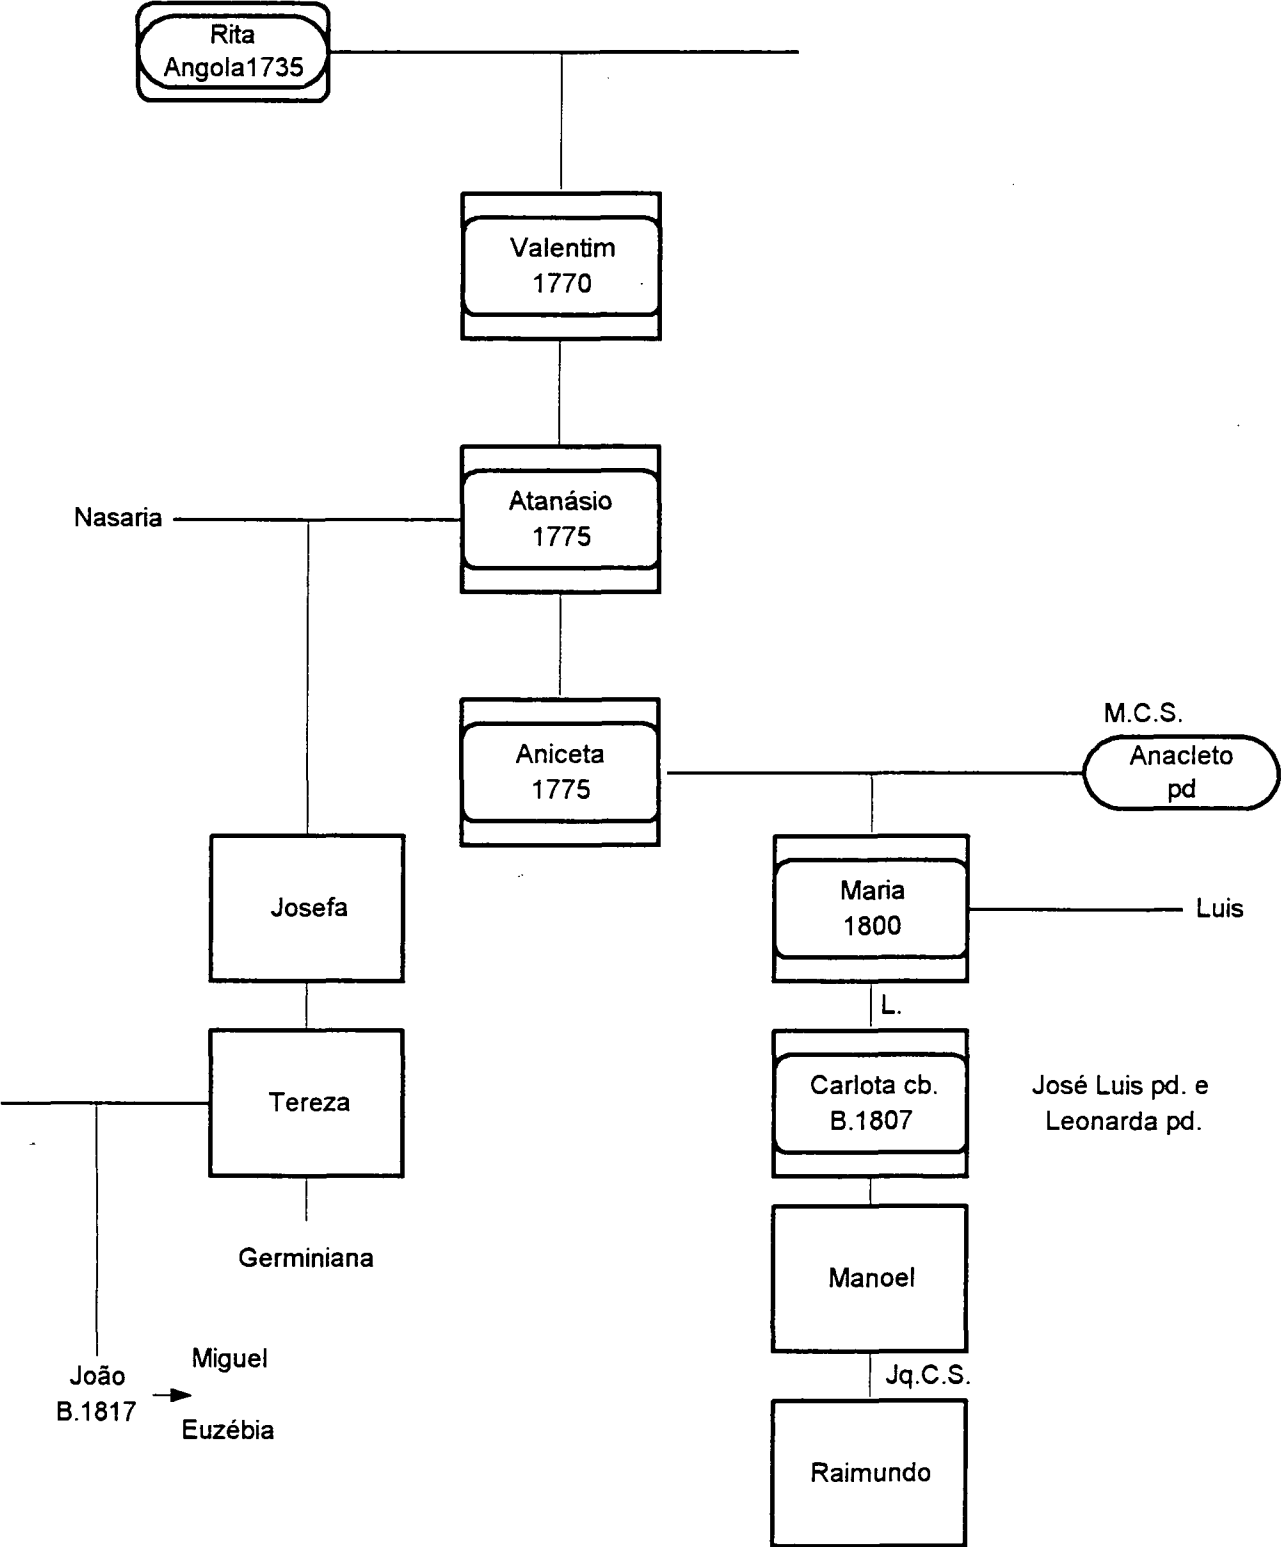 Rita
Angola1735
Valentim
1770
Nasaria
Atanásio
1775
Aniceta
1775
M.C.S.
Anacleto
pd
Josefa
Maria
1800
Luis
L.
Tereza
Carlota cb.
B.1807
José Luis pd. e
Leonarda pd.
Germiniana
Manoel
João
B.1817
Miguel
Euzébia
Jq.C.S.
Raimundo